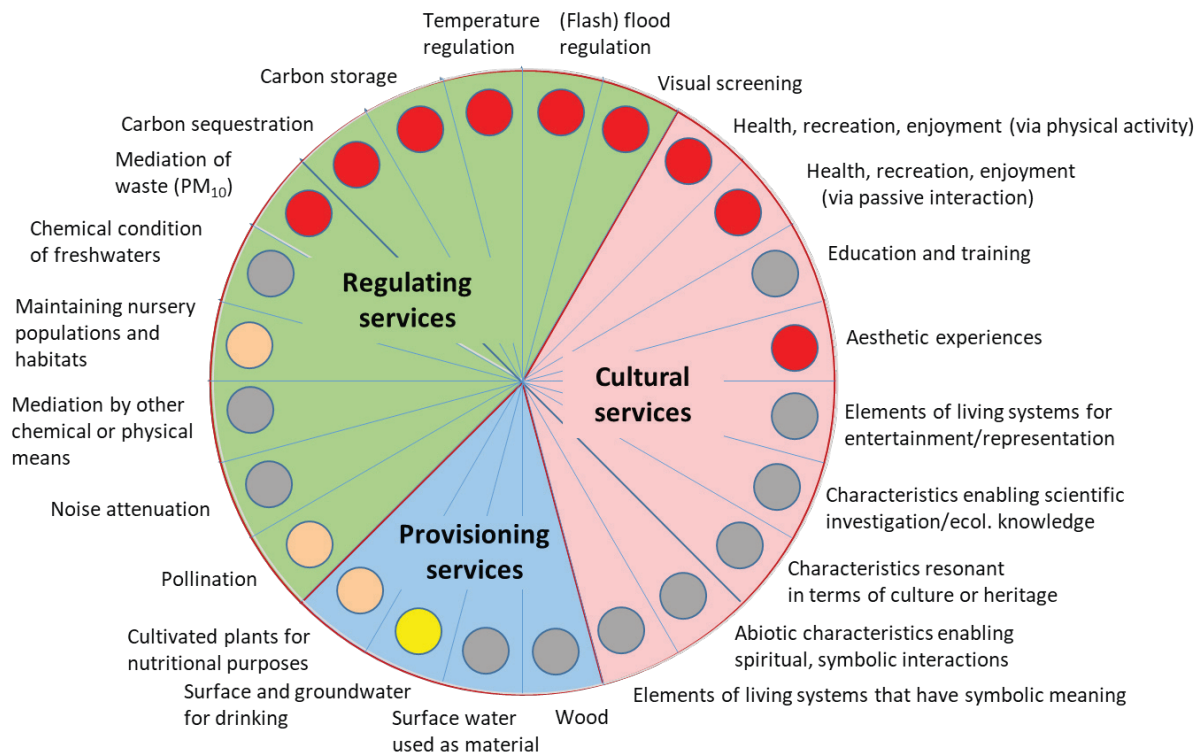 Temperature
regulation
(Flash) flood
regulation
Carbon storage
Visual screening
Carbon sequestration
Health, recreation, enjoyment (via physical activity)
Mediation of
waste (PM₁₀)
Health, recreation, enjoyment
(via passive interaction)
Chemical condition
of freshwaters
Education and training
Regulating
services
Maintaining nursery
populations and
habitats
Aesthetic experiences
Cultural
services
Mediation by other
chemical or physical
means
Elements of living systems for
entertainment/representation
Noise attenuation
Characteristics enabling scientific
investigation/ecol. knowledge
Provisioning
services
Pollination
Characteristics resonant
in terms of culture or heritage
Cultivated plants for
nutritional purposes
Abiotic characteristics enabling
spiritual, symbolic interactions
Surface and groundwater
for drinking
Elements of living systems that have symbolic meaning
Surface water
used as material
Wood